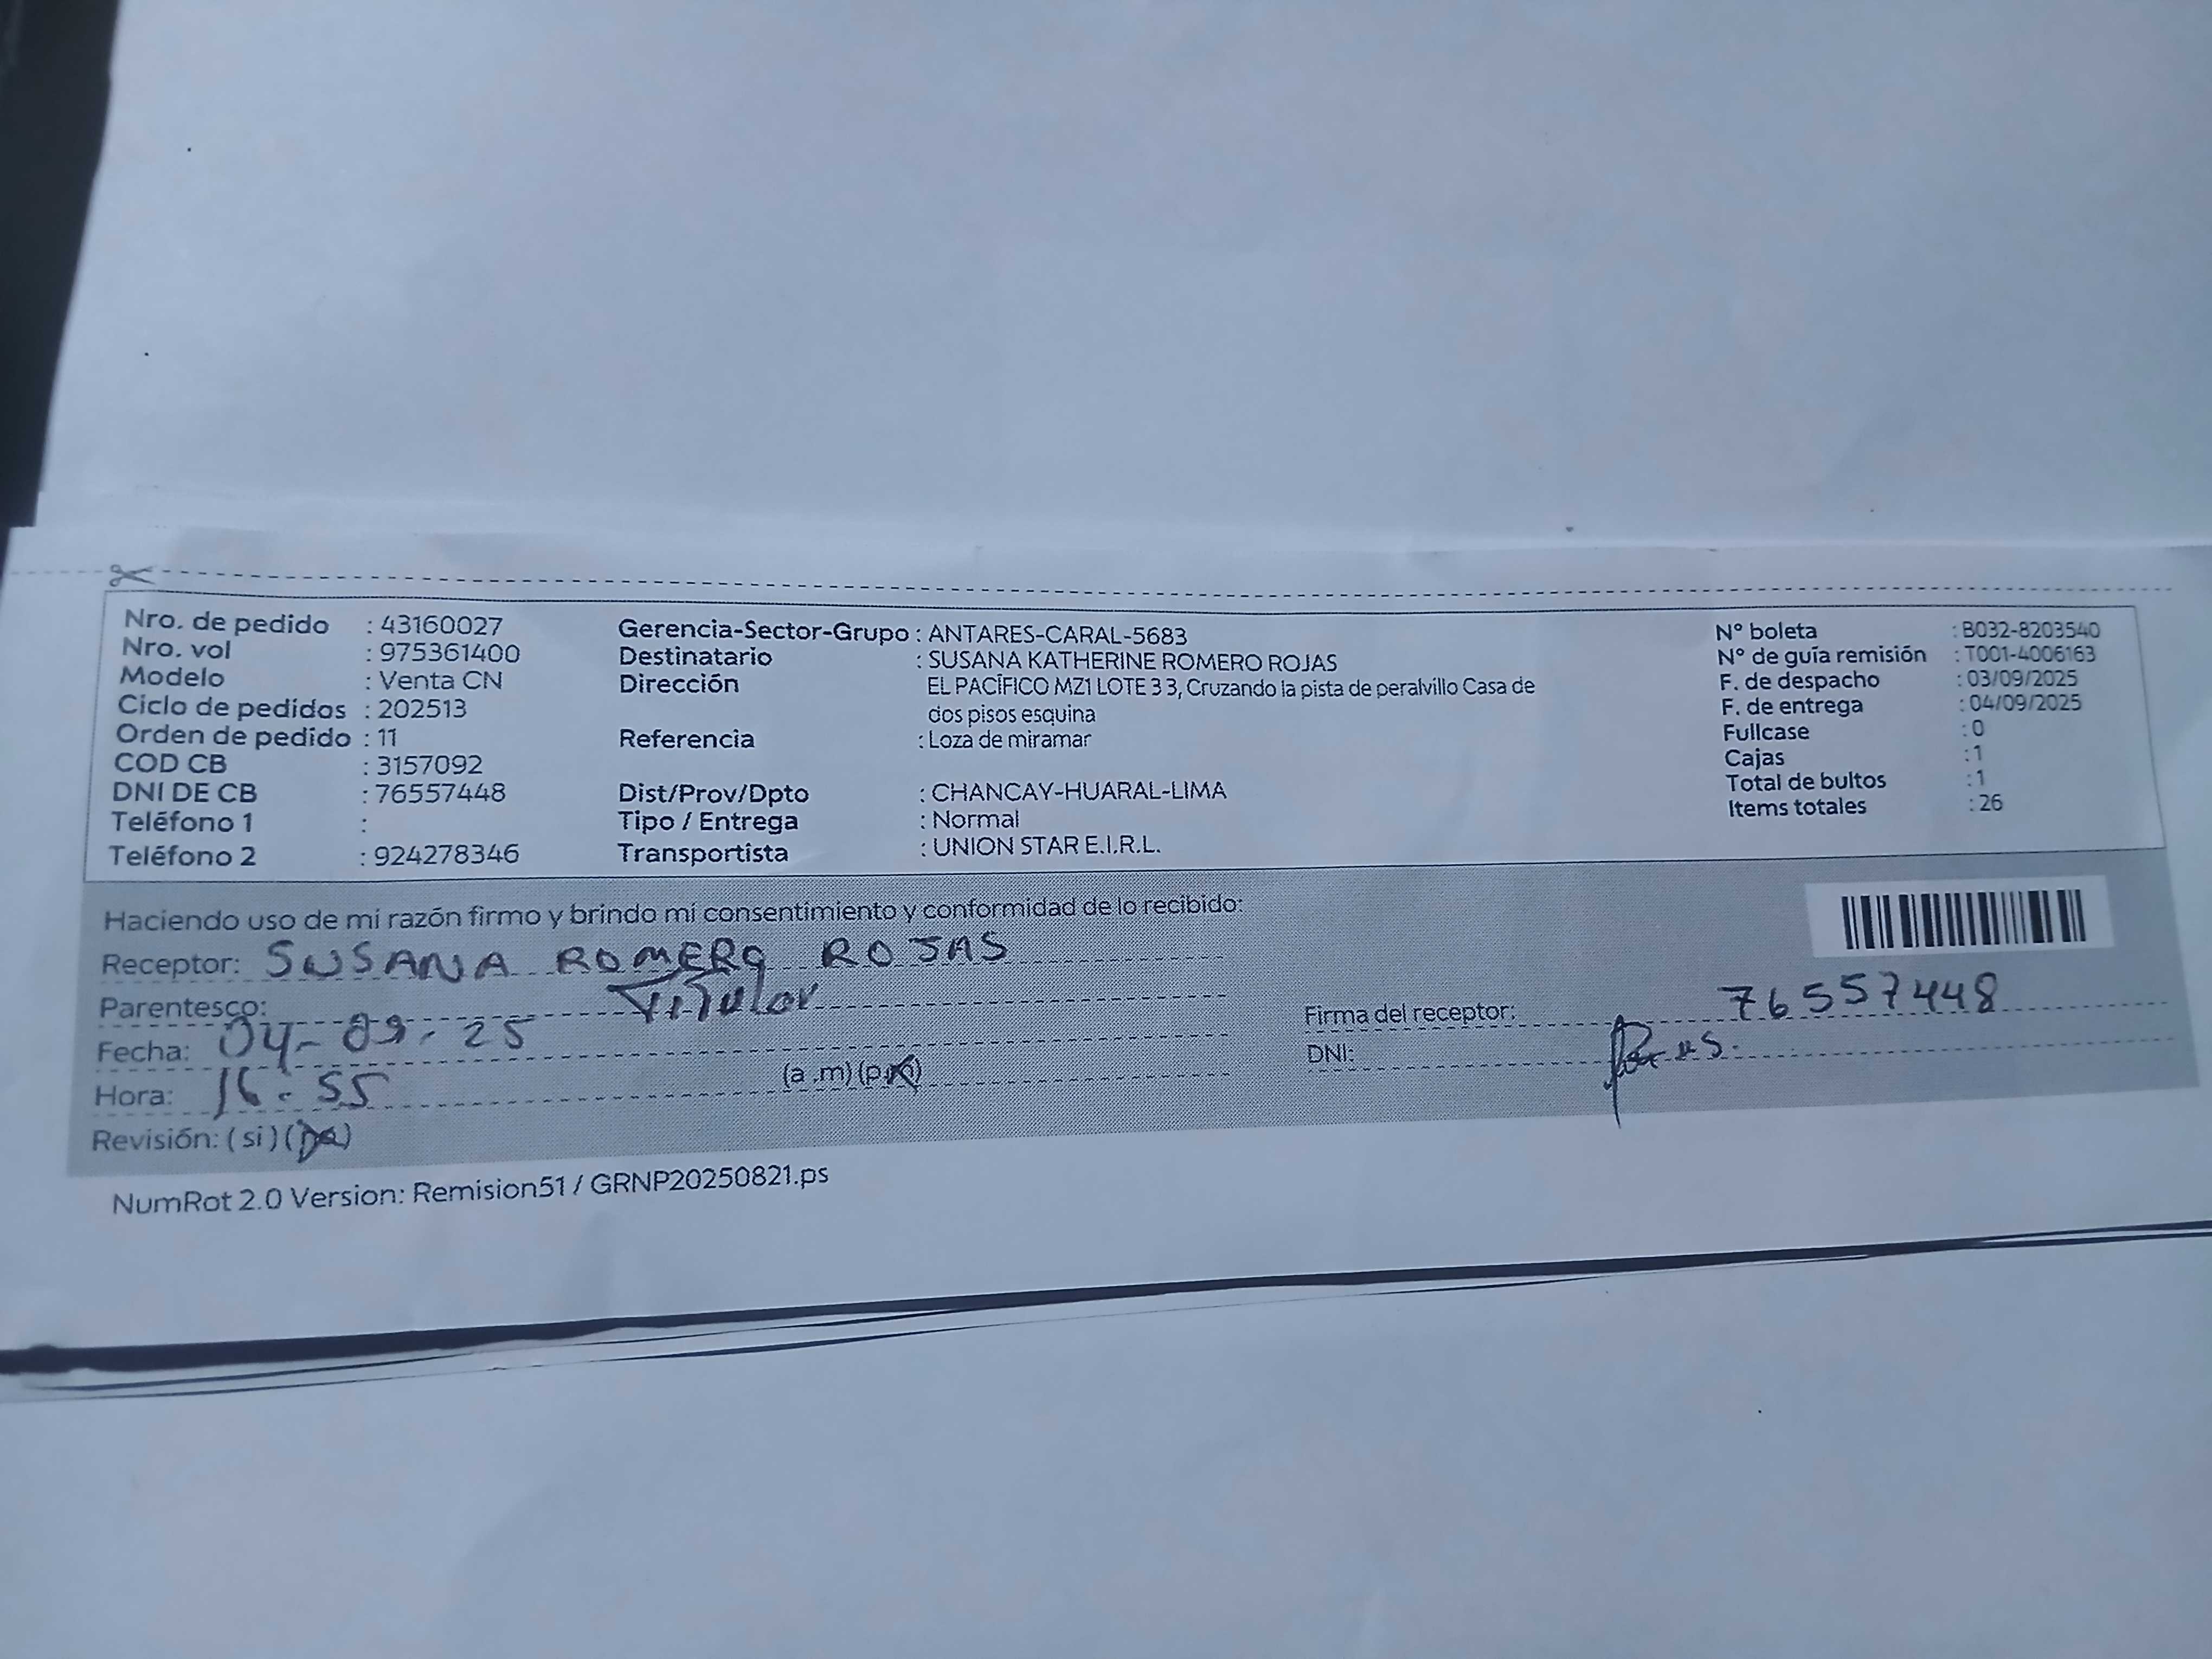 Nro. de pedido : 43160027
Nro. vol : 975361400
Modelo : Venta CN
Ciclo de pedidos : 202513
Orden de pedido : 11
COD CB : 3157092
DNI DE CB : 76557448
Teléfono 1 :
Teléfono 2 : 924278346
Gerencia-Sector-Grupo : ANTARES-CARAL-5683
Destinatario : SUSANA KATHERINE ROMERO ROJAS
Dirección EL PACÍFICO MZ1 LOTE 3 3, Cruzando la pista de peralvillo Casa de
dos pisos esquina
Referencia : Loza de miramar
Dist/Prov/Dpto : CHANCAY-HUARAL-LIMA
Tipo / Entrega : Normal
Transportista : UNION STAR E.I.R.L.
N° boleta : B032-8203540
N° de guía remisión : T001-4006163
F. de despacho : 03/09/2025
F. de entrega : 04/09/2025
Fullcase : 0
Cajas : 1
Total de bultos : 1
Items totales : 26
Haciendo uso de mi razón firmo y brindo mi consentimiento y conformidad de lo recibido:
Receptor: SUSANA ROMERO ROJAS
Parentesco: Titular
Fecha: 04-09-25
Hora: 16:55 (a .m) (p.m)
Revisión: (si) (no)
Firma del receptor: 76557448
DNI:
NumRot 2.0 Version: Remision51 / GRNP20250821.ps